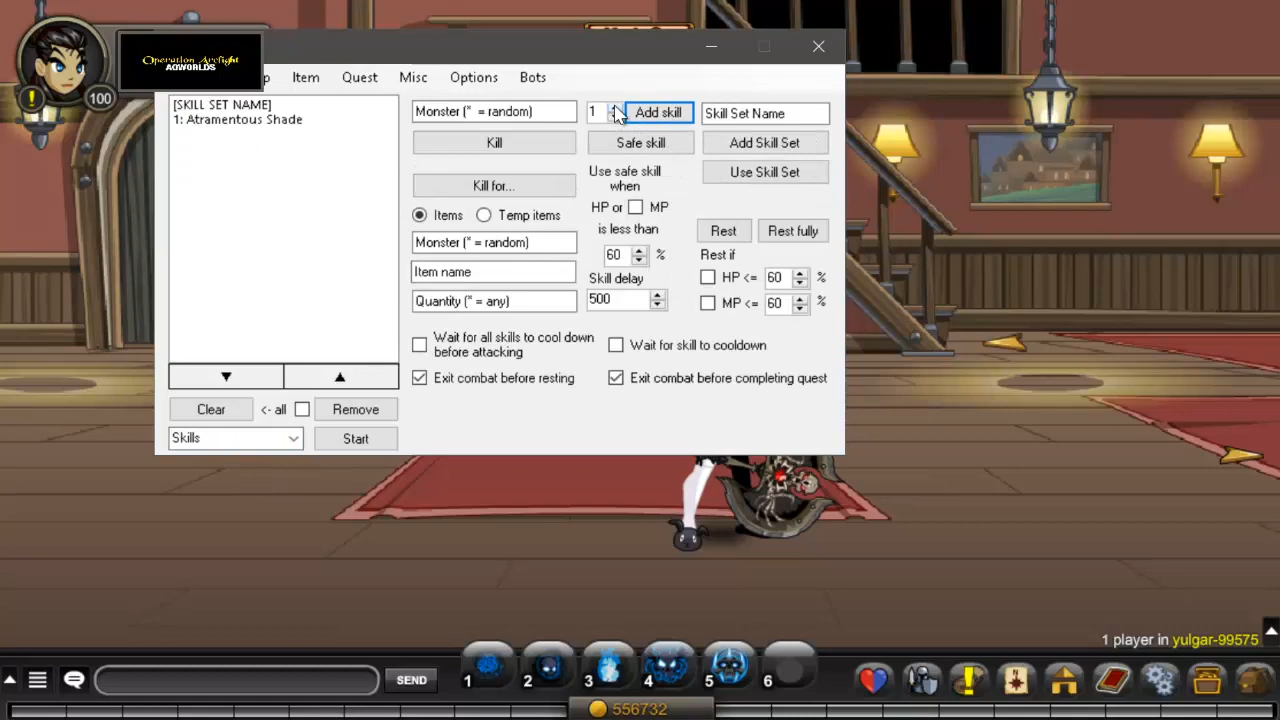 Operation Arcfight
AQWORLDS
100
p Item Quest Misc Options Bots
[SKILL SET NAME]
1: Atramentous Shade
Monster (* = random)
1
Add skill
Skill Set Name
Kill
Safe skill
Add Skill Set
Use safe skill
when
Use Skill Set
Kill for...
Items
Temp items
HP or
MP
is less than
Rest
Rest fully
Monster (* = random)
60
%
Rest if
Item name
Skill delay
HP <=
60
%
Quantity (* = any)
500
MP <=
60
%
Wait for all skills to cool down
before attacking
Wait for skill to cooldown
Exit combat before resting
Exit combat before completing quest
Clear
<- all
Remove
Skills
Start
1 player in yulgar-99575
SEND
1
2
3
4
5
6
556732